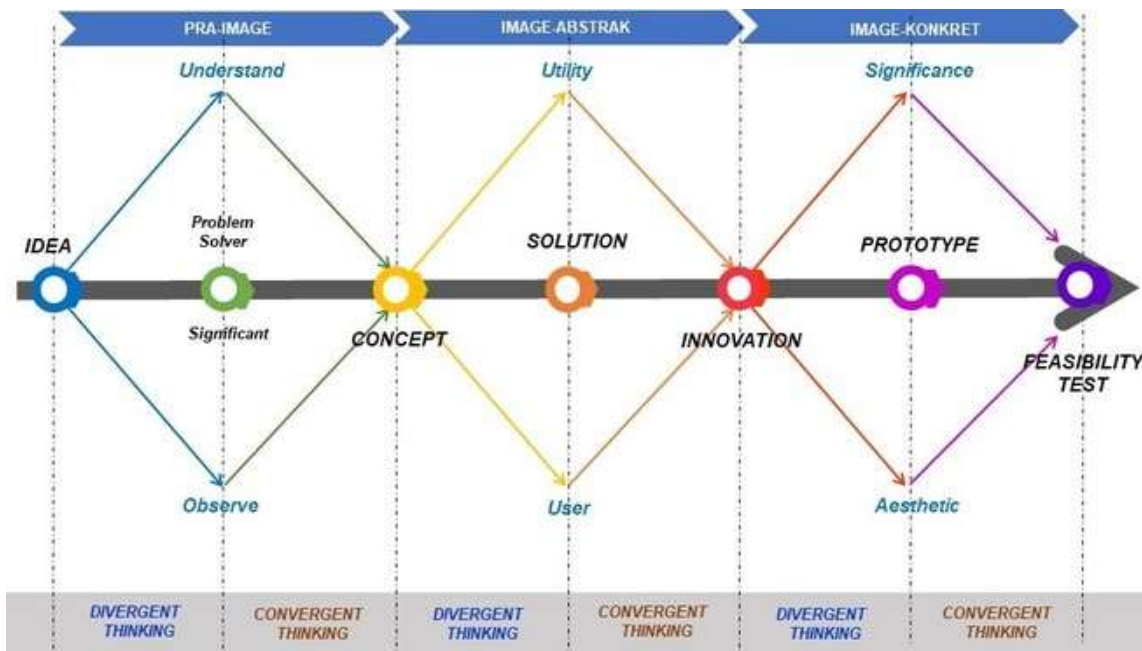 PRA-IMAGE
IMAGE-ABSTRAK
IMAGE-KONKRET
Understand
Utility
Significance
IDEA
Problem
Solver
SOLUTION
PROTOTYPE
Significant
CONCEPT
INNOVATION
FEASIBILITY
TEST
Observe
User
Aesthetic
DIVERGENT
THINKING
CONVERGENT
THINKING
DIVERGENT
THINKING
CONVERGENT
THINKING
DIVERGENT
THINKING
CONVERGENT
THINKING